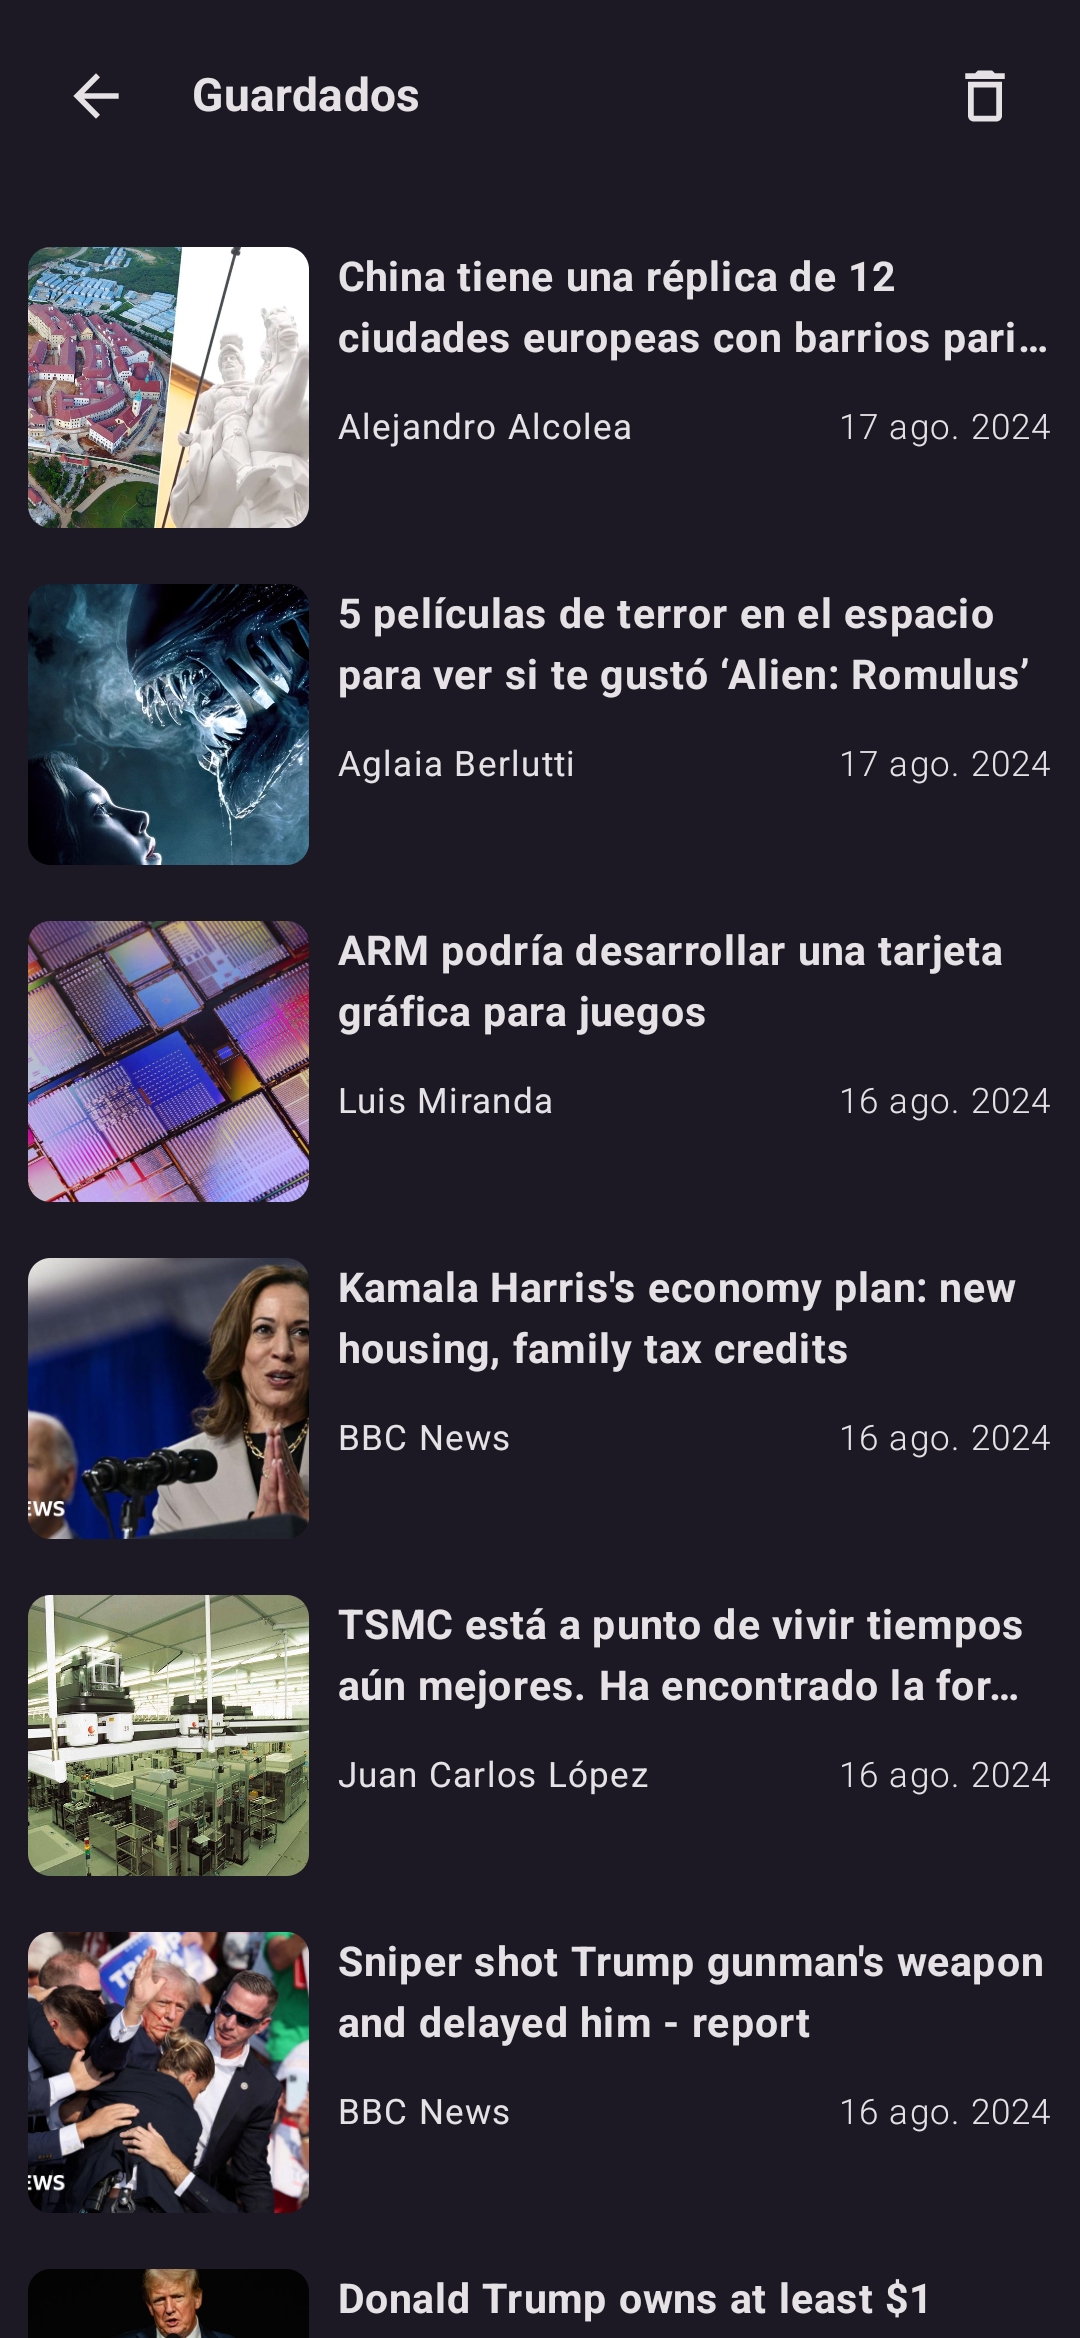 Guardados
China tiene una réplica de 12
ciudades europeas con barrios pari…
Alejandro Alcolea
17 ago. 2024
5 películas de terror en el espacio
para ver si te gustó ‘Alien: Romulus’
Aglaia Berlutti
17 ago. 2024
ARM podría desarrollar una tarjeta
gráfica para juegos
Luis Miranda
16 ago. 2024
Kamala Harris's economy plan: new
housing, family tax credits
BBC News
16 ago. 2024
EWS
TSMC está a punto de vivir tiempos
aún mejores. Ha encontrado la for…
Juan Carlos López
16 ago. 2024
Sniper shot Trump gunman's weapon
and delayed him - report
BBC News
16 ago. 2024
TRU
EWS
Donald Trump owns at least $1